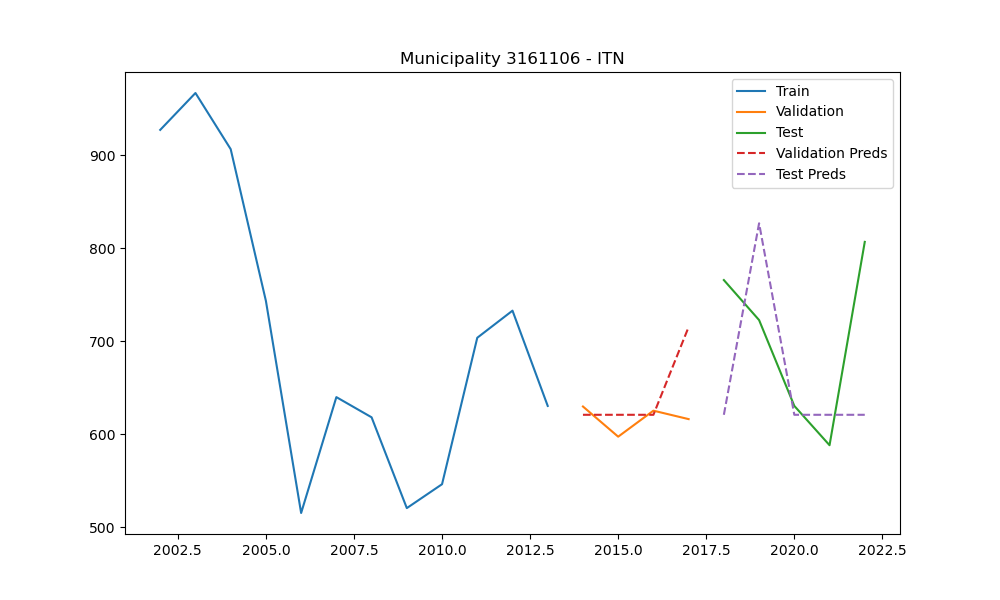 Municipality 3161106 - ITN
Train
Validation
Test
Validation Preds
Test Preds
900
800
700
600
500
2002.5 2005.0 2007.5 2010.0 2012.5 2015.0 2017.5 2020.0 2022.5